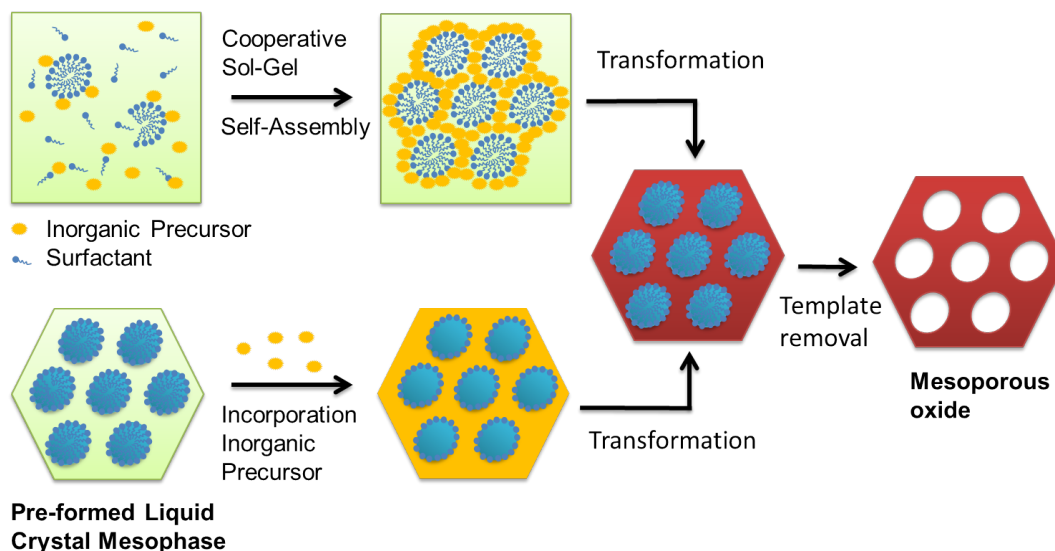 Cooperative
Sol-Gel
Self-Assembly
Transformation
Inorganic Precursor
Surfactant
Template
removal
Mesoporous
oxide
Incorporation
Inorganic
Precursor
Transformation
Pre-formed Liquid
Crystal Mesophase